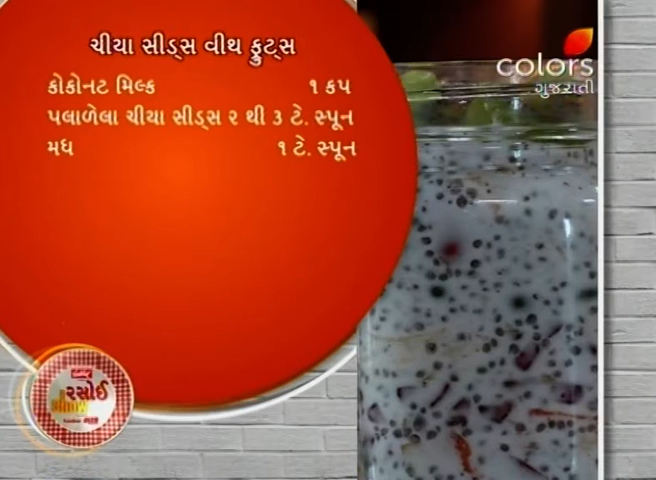 ચીયા સીડ્સ વીથ ફ્રુટ્સ
કોકોનટ મિલ્ક ૧ કપ
પલાળેલા ચીયા સીડ્સ ૨ થી ૩ ટે. સ્પૂન
મધ ૧ ટે. સ્પૂન
colors
ગુજરાતી
રસોઈ